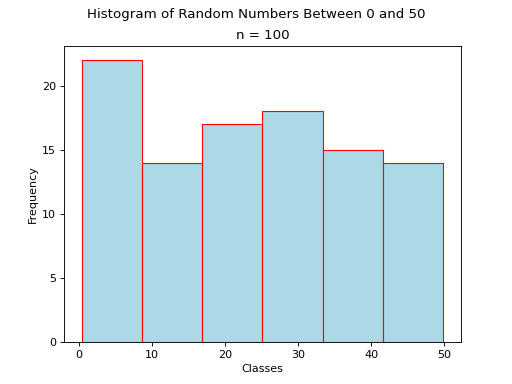 Histogram of Random Numbers Between 0 and 50
n = 100
20
15
10
5
0
Frequency
0 10 20 30 40 50
Classes